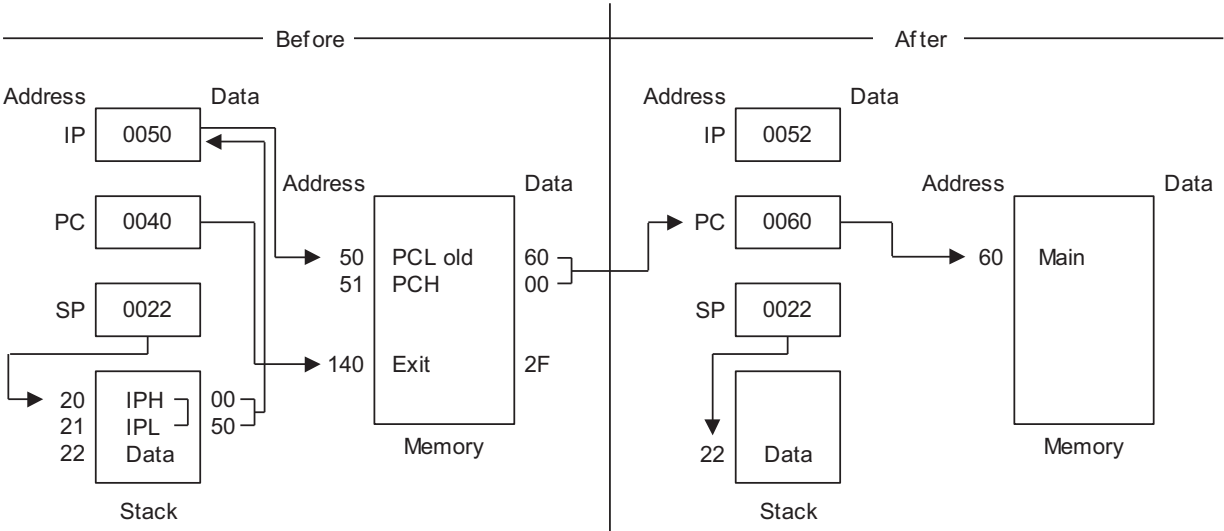 Before
Address Data
IP 0050
PC 0040
SP 0022
20 IPH 00
21 IPL 50
22 Data
Stack
Address Data
50 PCL old 60
51 PCH 00
140 Exit 2F
Memory
After
Address Data
IP 0052
PC 0060
SP 0022
22 Data
Stack
Address Data
60 Main
Memory